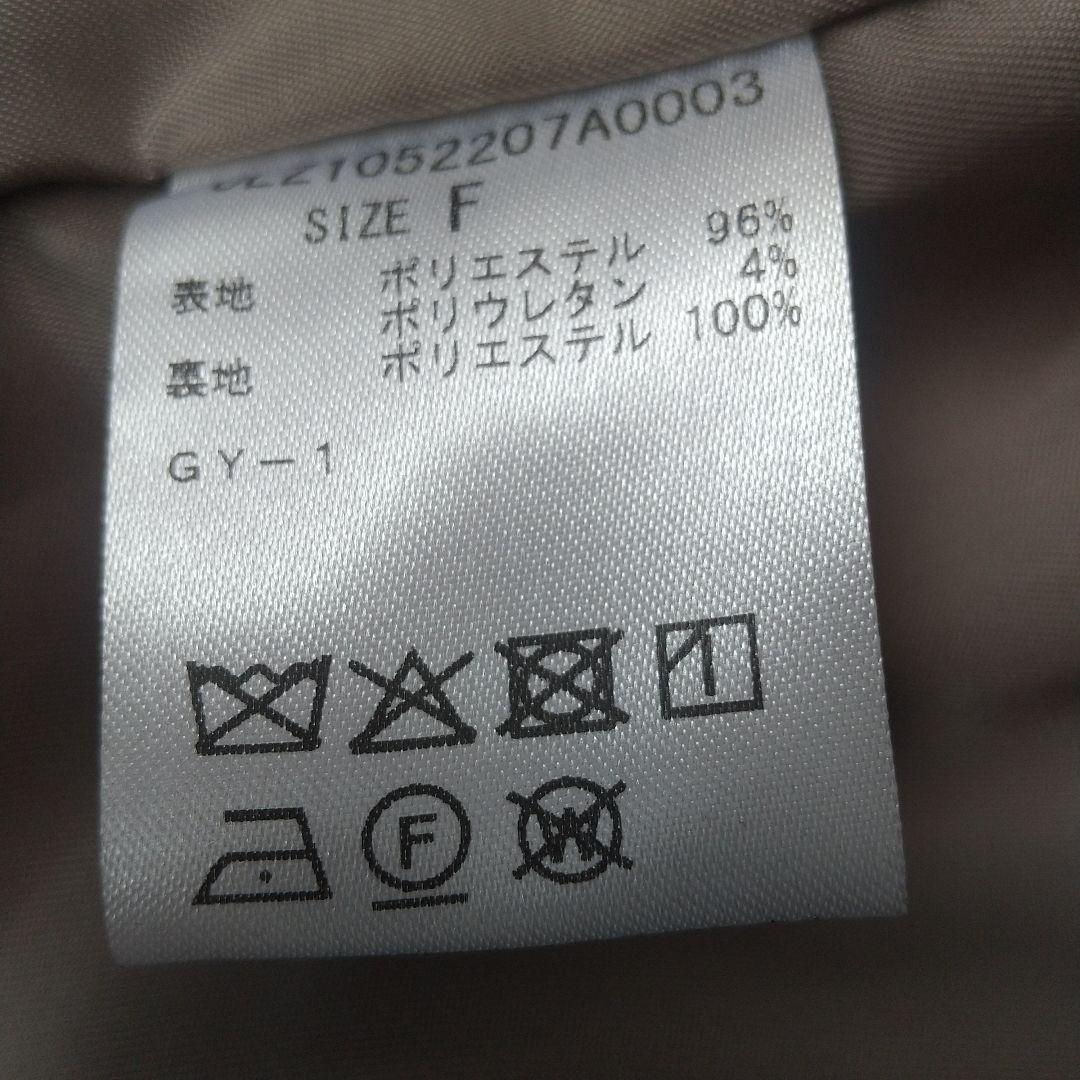 21052207A0003
SIZE F
表地 ポリエステル 96%
ポリウレタン 4%
裏地 ポリエステル 100%
GY-1
F
W